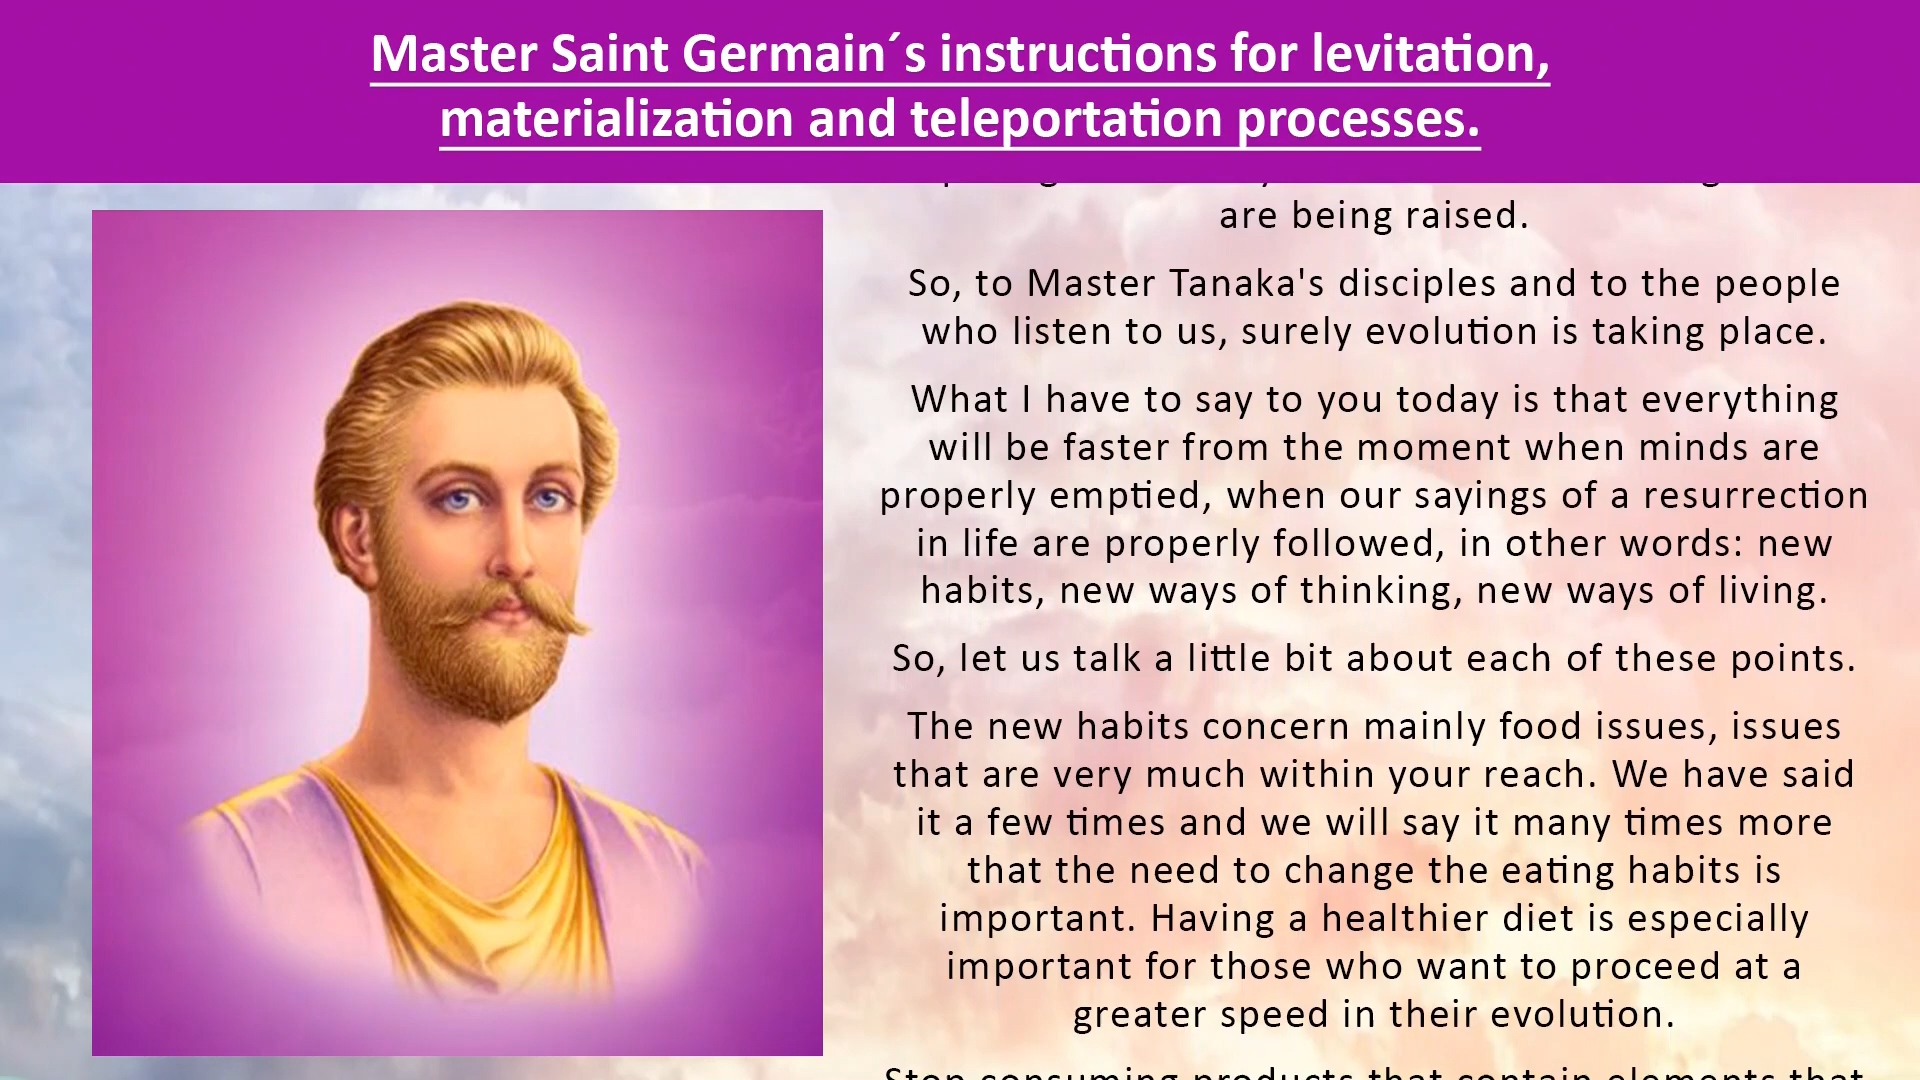 Master Saint Germain´s instructions for levitation,
materialization and teleportation processes.
are being raised.
So, to Master Tanaka's disciples and to the people
who listen to us, surely evolution is taking place.
What I have to say to you today is that everything
will be faster from the moment when minds are
properly emptied, when our sayings of a resurrection
in life are properly followed, in other words: new
habits, new ways of thinking, new ways of living.
So, let us talk a little bit about each of these points.
The new habits concern mainly food issues, issues
that are very much within your reach. We have said
it a few times and we will say it many times more
that the need to change the eating habits is
important. Having a healthier diet is especially
important for those who want to proceed at a
greater speed in their evolution.
Stop consuming products that contain elements that